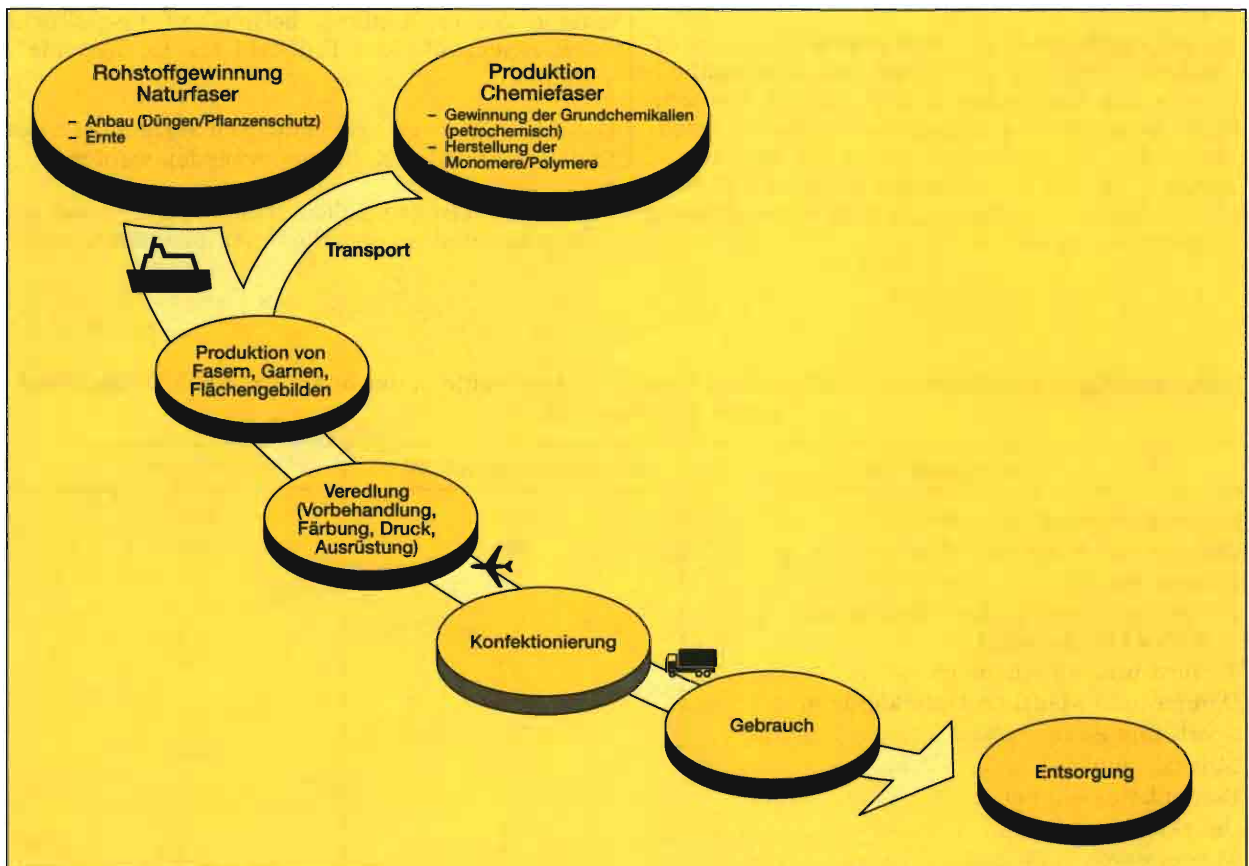 Rohstoffgewinnung
Naturfaser
– Anbau (Düngen/Pflanzenschutz)
– Ernte
Produktion
Chemiefaser
– Gewinnung der Grundchemikalien
(petrochemisch)
– Herstellung der
Monomere/Polymere
Transport
Produktion von
Fasern, Garnen,
Flächengebilden
Veredlung
(Vorbehandlung,
Färbung, Druck,
Ausrüstung)
Konfektionierung
Gebrauch
Entsorgung